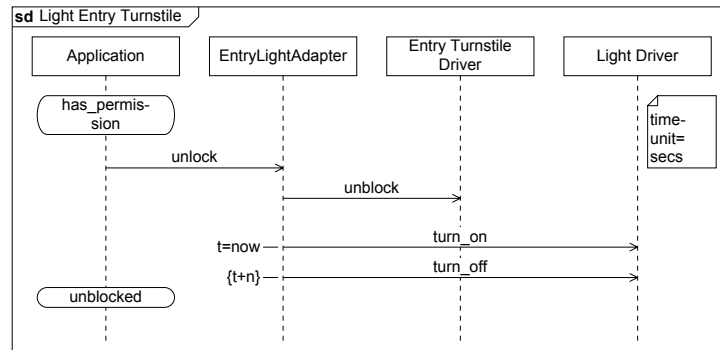 sd Light Entry Turnstile
Application
EntryLightAdapter
Entry Turnstile
Driver
Light Driver
has_permis-
sion
time-
unit=
secs
unlock
unblock
t=now
turn_on
{t+n}
turn_off
unblocked